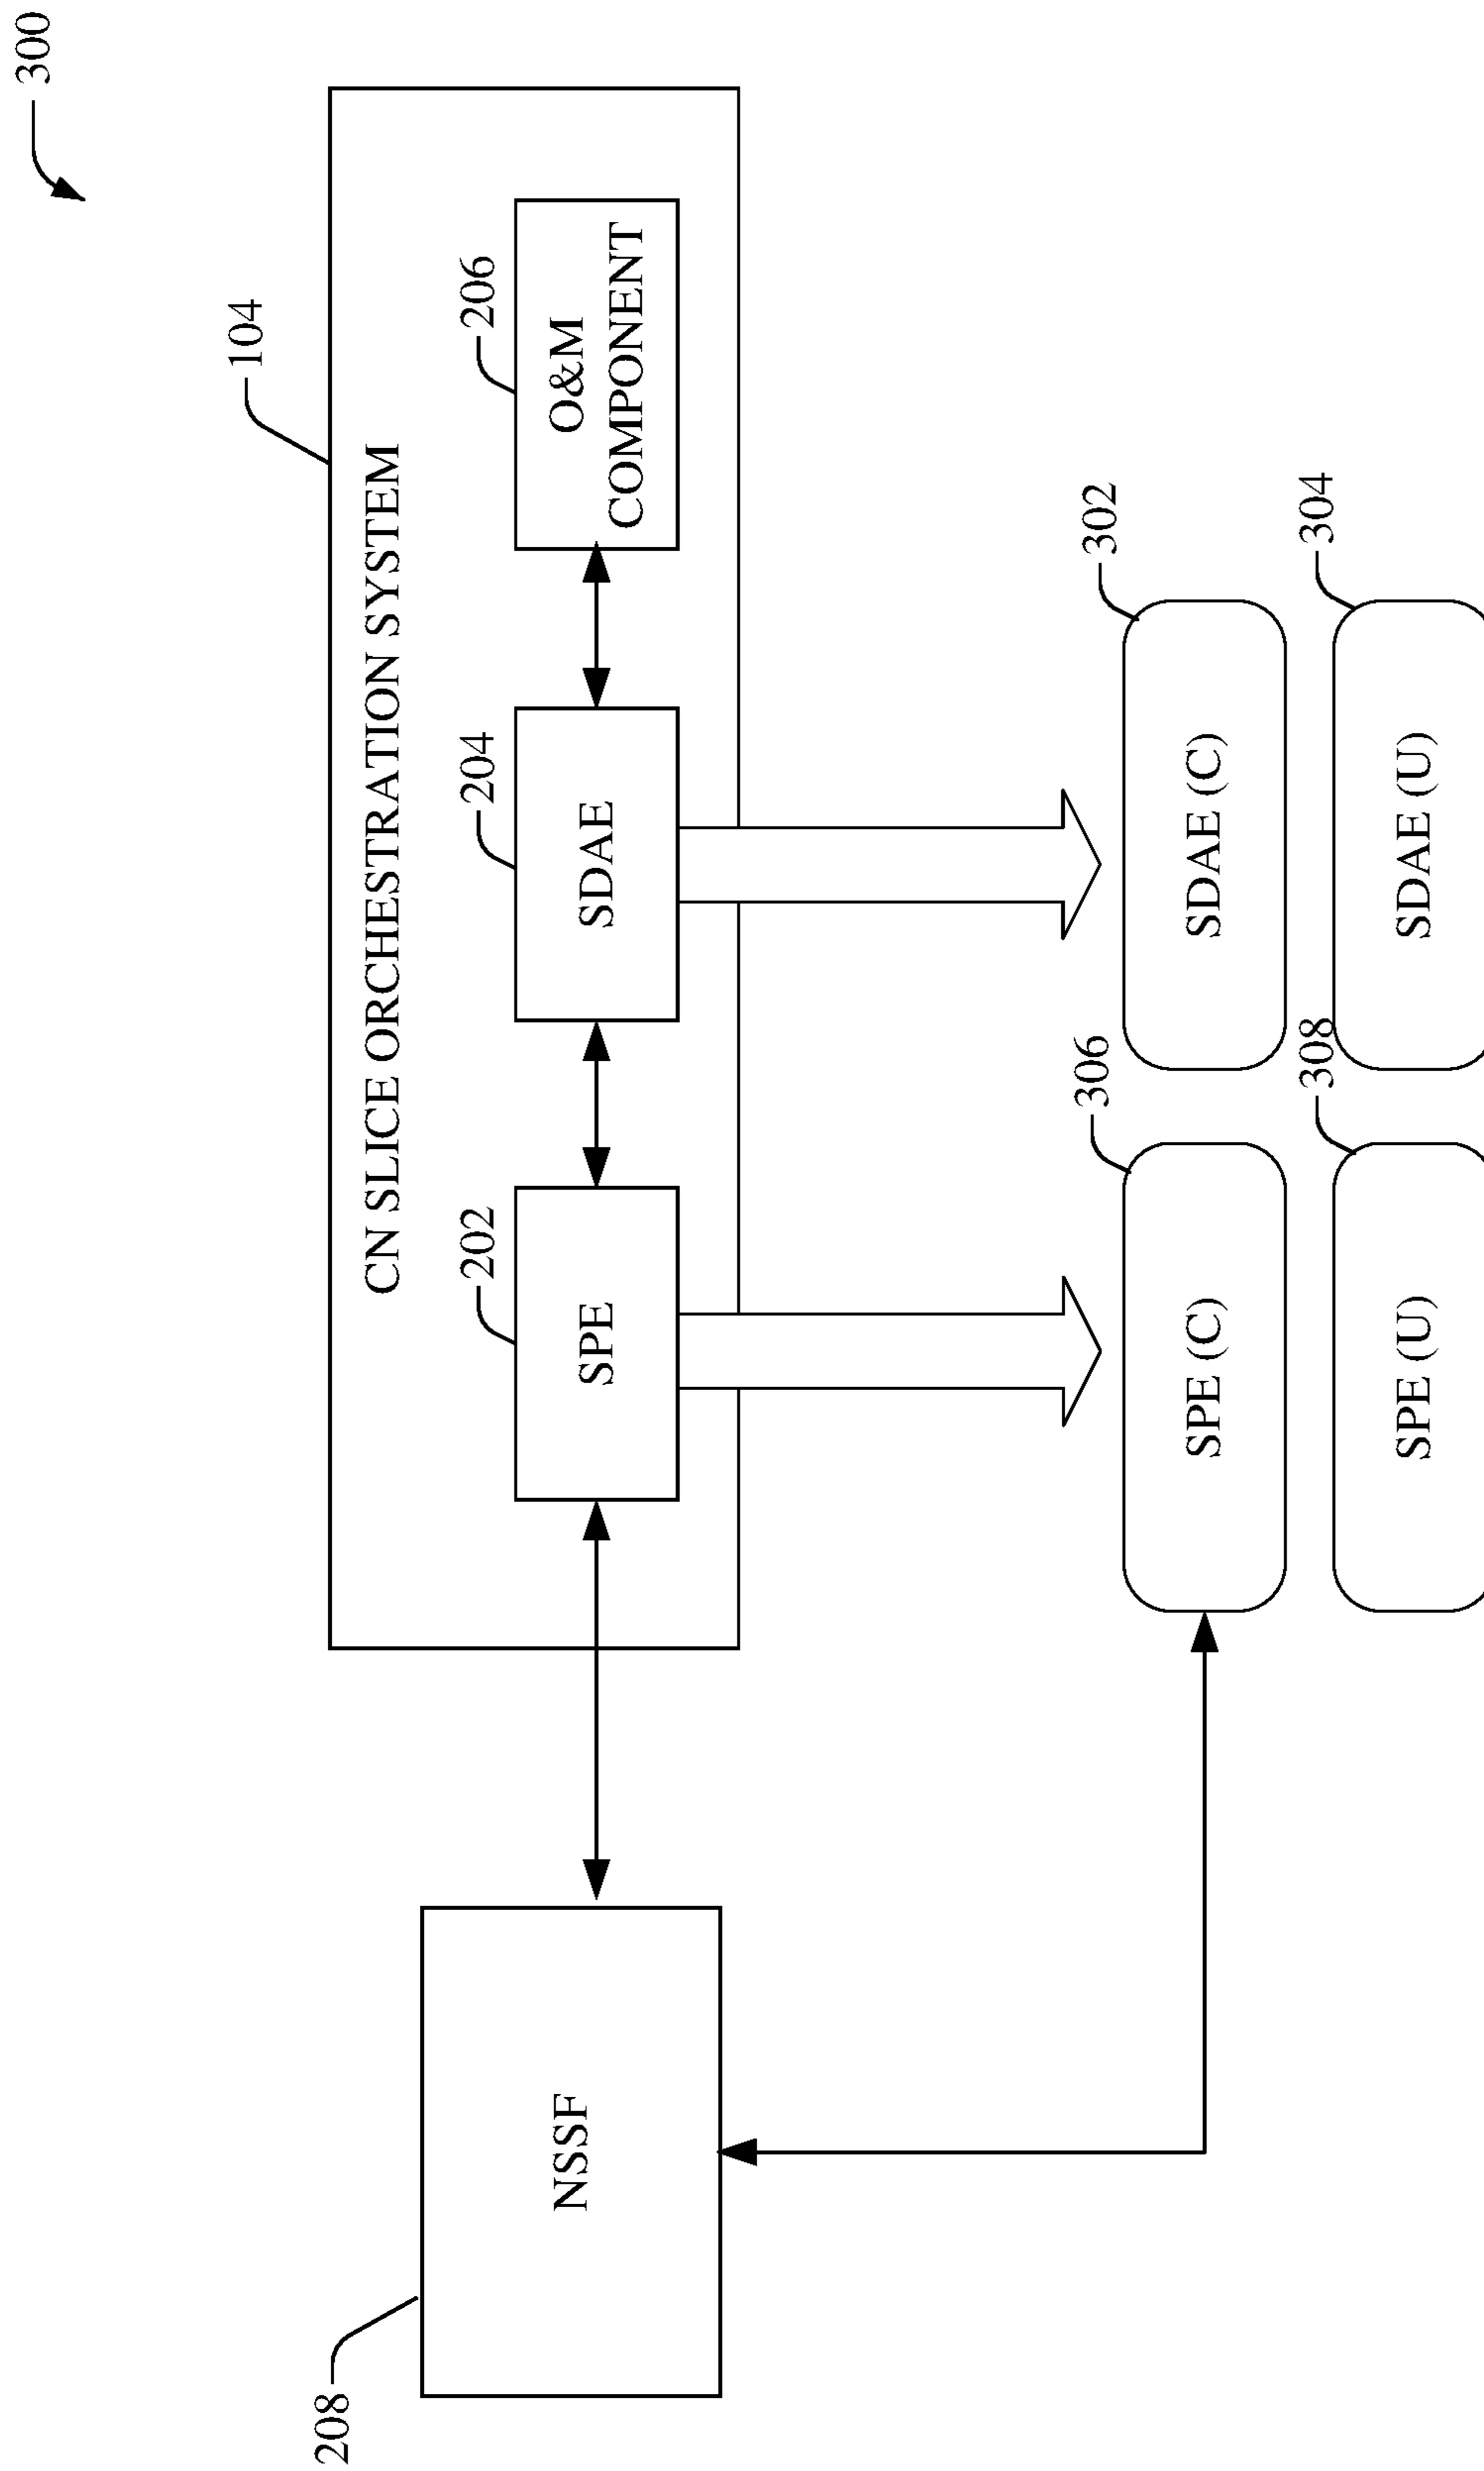 300
104
CN SLICE ORCHESTRATION SYSTEM
208
202
204
206
NSSF
SPE
SDAE
O&M
COMPONENT
306
302
SPE (C)
SDAE (C)
308
304
SPE (U)
SDAE (U)